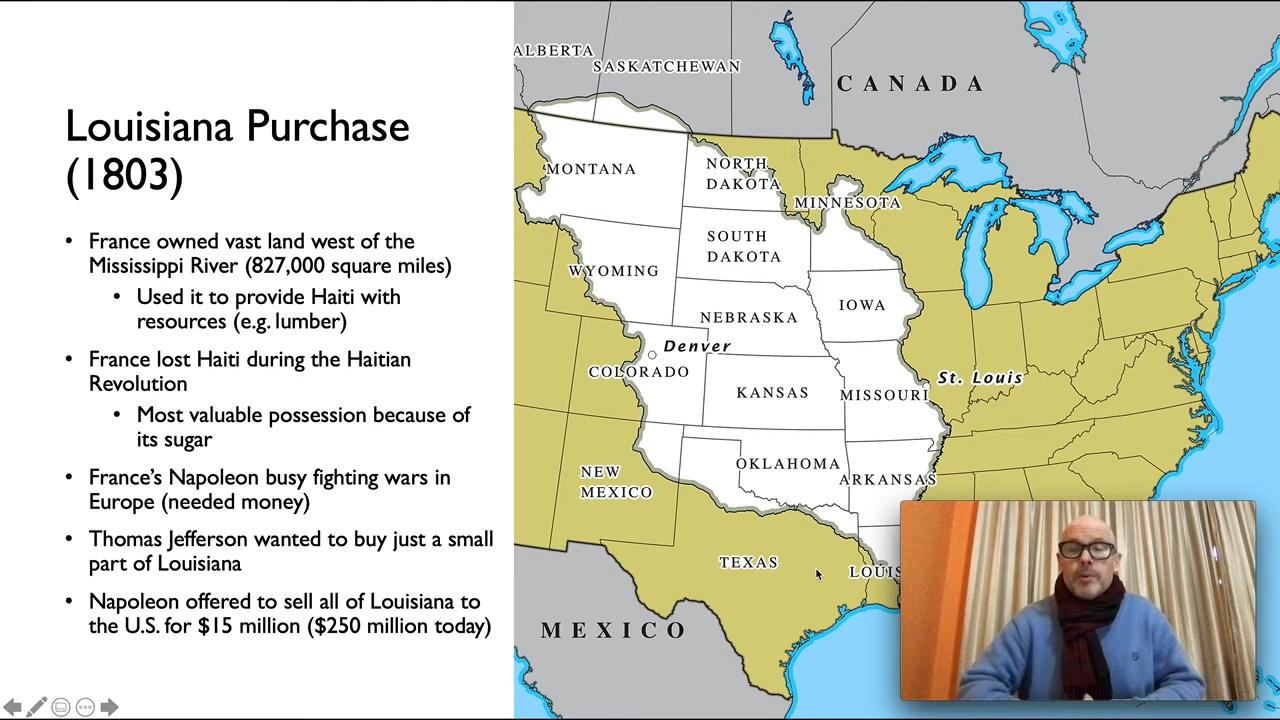 Louisiana Purchase
(1803)
• France owned vast land west of the
Mississippi River (827,000 square miles)
• Used it to provide Haiti with
resources (e.g. lumber)
• France lost Haiti during the Haitian
Revolution
• Most valuable possession because of
its sugar
• France's Napoleon busy fighting wars in
Europe (needed money)
• Thomas Jefferson wanted to buy just a small
part of Louisiana
• Napoleon offered to sell all of Louisiana to
the U.S. for $15 million ($250 million today)
ALBERTA
SASKATCHEWAN
CANADA
MONTANA
NORTH
DAKOTA
MINNESOTA
SOUTH
DAKOTA
WYOMING
IOWA
NEBRASKA
Denver
COLORADO
St. Louis
KANSAS
MISSOURI
OKLAHOMA
NEW
MEXICO
ARKANSAS
TEXAS
LOUIS
MEXICO